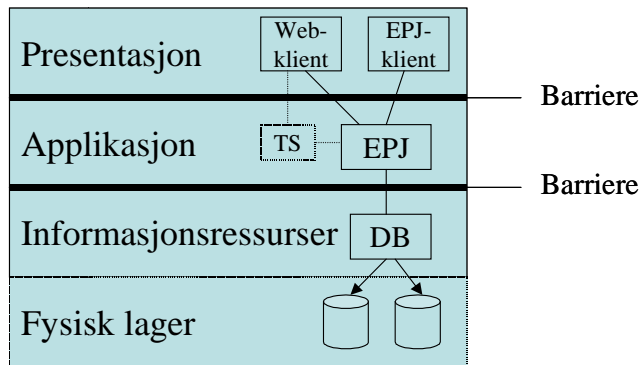 Presentasjon
Web-
klient
EPJ-
klient
Barriere
Applikasjon
TS
EPJ
Barriere
Informasjonsressurser
DB
Fysisk lager